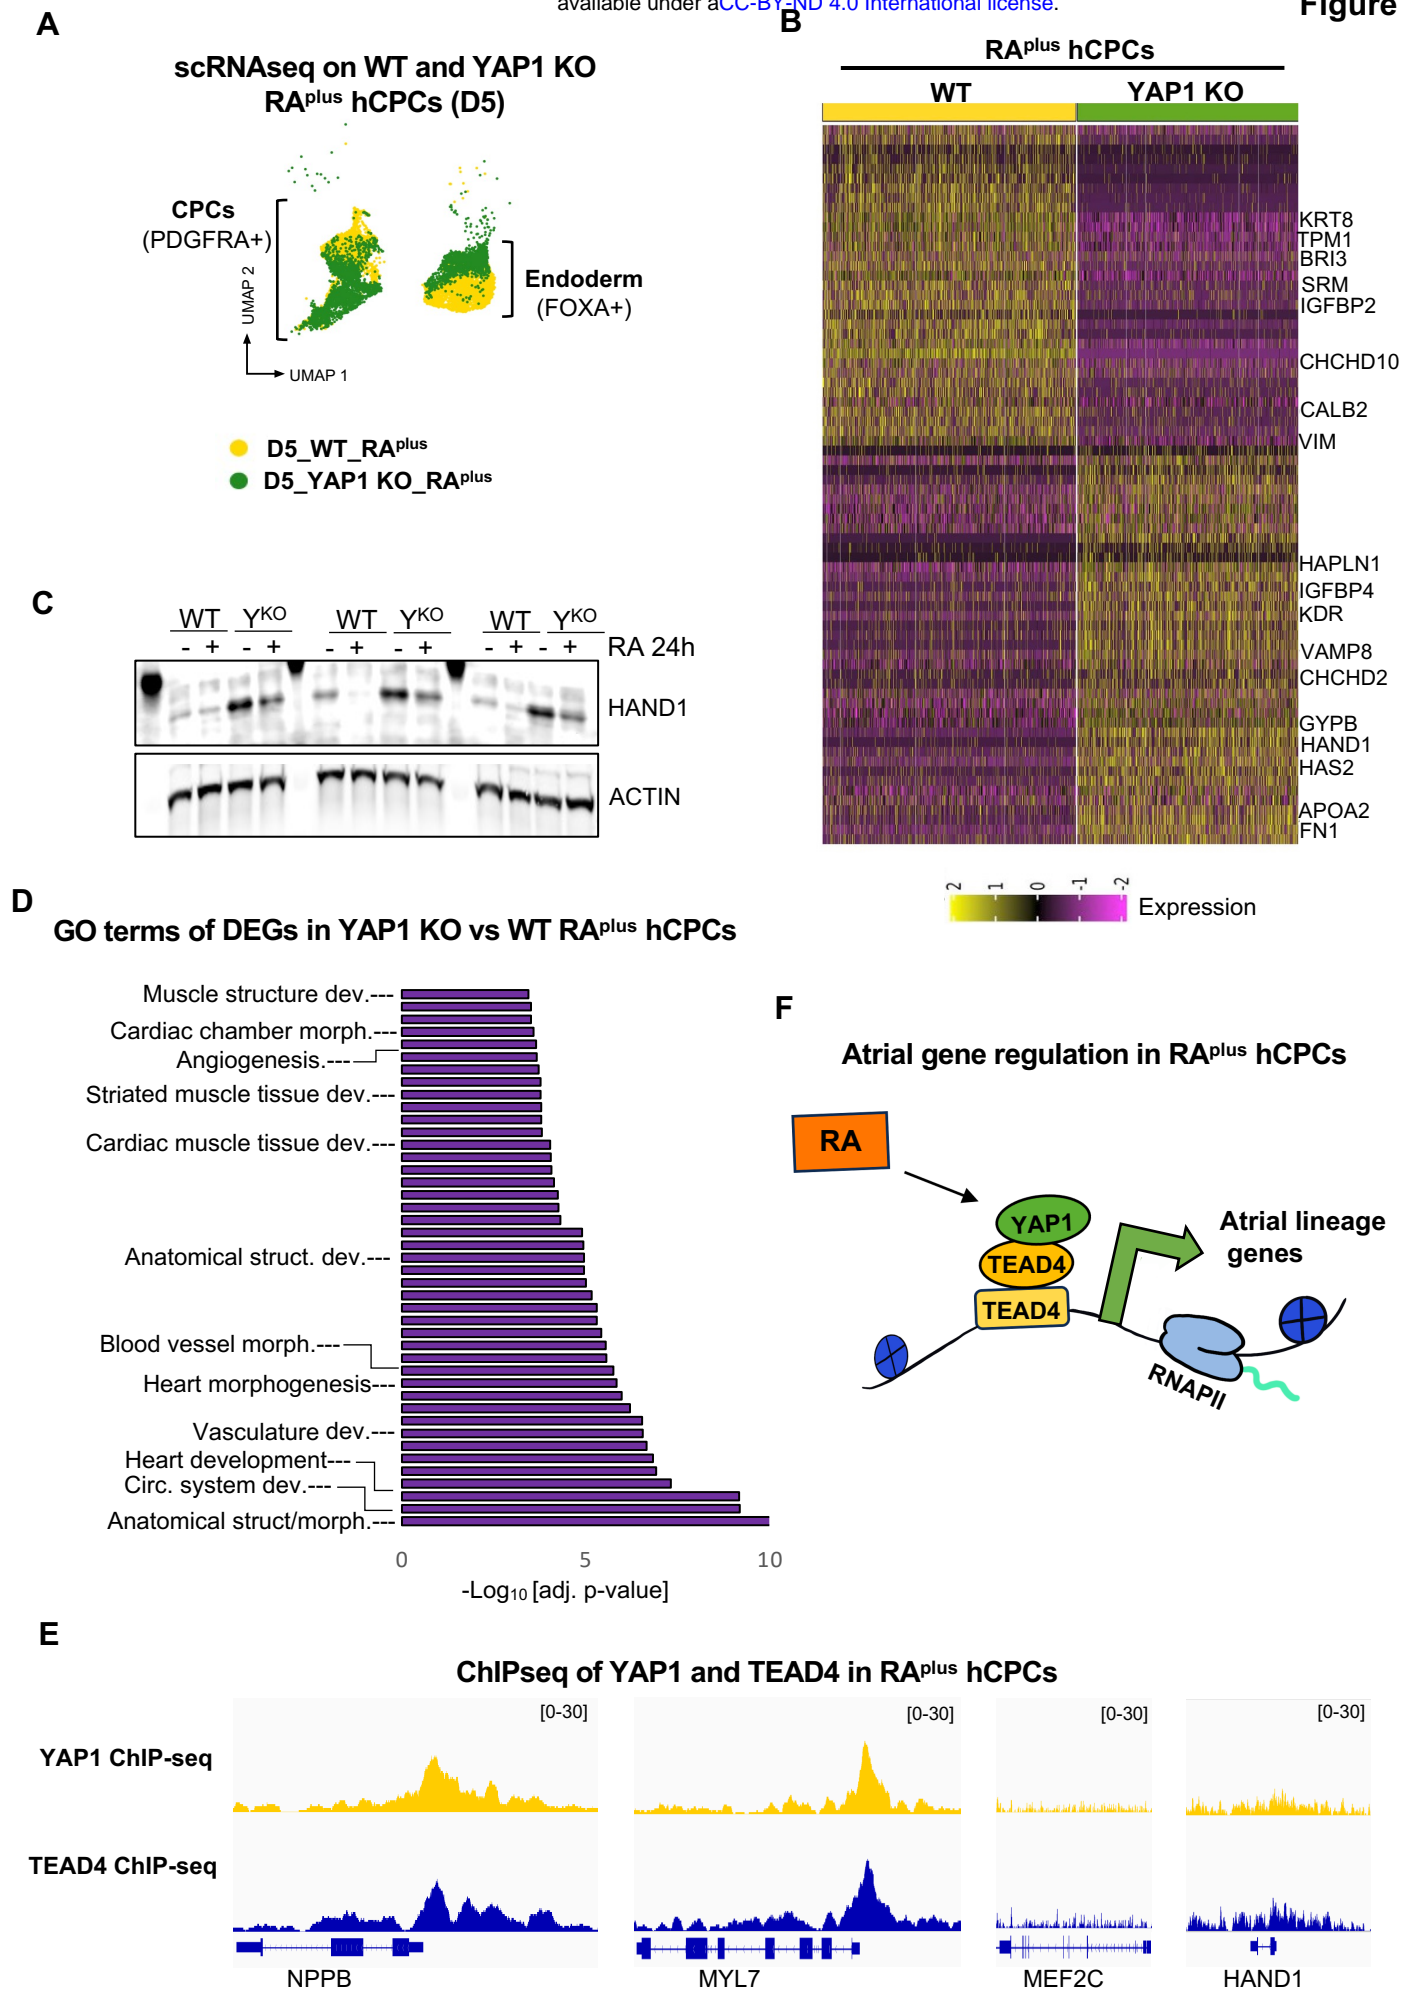 available under aCC-BY-ND 4.0 International license.
Figure
A
scRNAseq on WT and YAP1 KO
RAplus hCPCs (D5)
CPCs
(PDGFRA+)
Endoderm
(FOXA+)
UMAP 2
UMAP 1
D5_WT_RAplus
D5_YAP1 KO_RAplus
B
RAplus hCPCs
WT YAP1 KO
KRT8
TPM1
BRI3
SRM
IGFBP2
CHCHD10
CALB2
VIM
HAPLN1
IGFBP4
KDR
VAMP8
CHCHD2
GYPB
HAND1
HAS2
APOA2
FN1
2 1 0 -1 -2
Expression
C
WT YKO WT YKO WT YKO
- + - + - + - + - + - + RA 24h
HAND1
ACTIN
D
GO terms of DEGs in YAP1 KO vs WT RAplus hCPCs
Muscle structure dev.---
Cardiac chamber morph.---
Angiogenesis.---
Striated muscle tissue dev.---
Cardiac muscle tissue dev.---
Anatomical struct. dev.---
Blood vessel morph.---
Heart morphogenesis---
Vasculature dev.---
Heart development---
Circ. system dev.---
Anatomical struct/morph.---
0 5 10
-Log10 [adj. p-value]
F
Atrial gene regulation in RAplus hCPCs
RA
YAP1
TEAD4
TEAD4
Atrial lineage
genes
RNAPII
E
ChIPseq of YAP1 and TEAD4 in RAplus hCPCs
[0-30] [0-30] [0-30] [0-30]
YAP1 ChIP-seq
TEAD4 ChIP-seq
NPPB MYL7 MEF2C HAND1